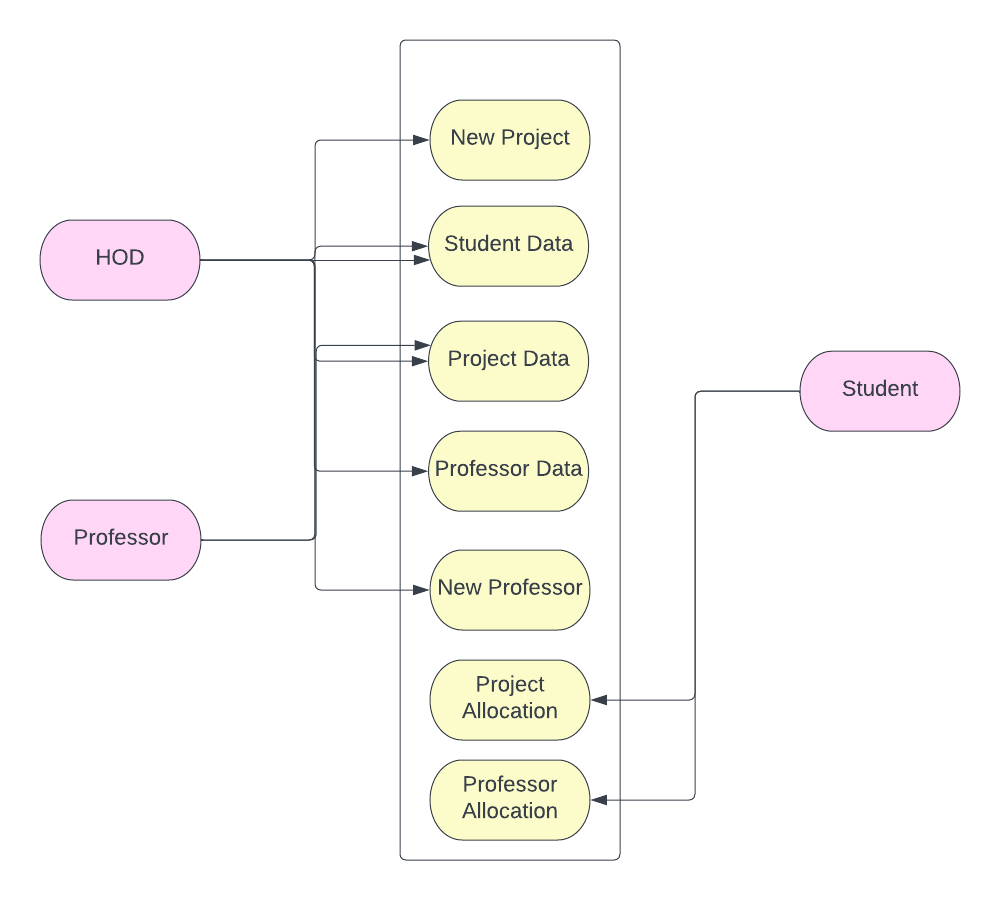 New Project
Student Data
HOD
Project Data
Student
Professor Data
Professor
New Professor
Project
Allocation
Professor
Allocation